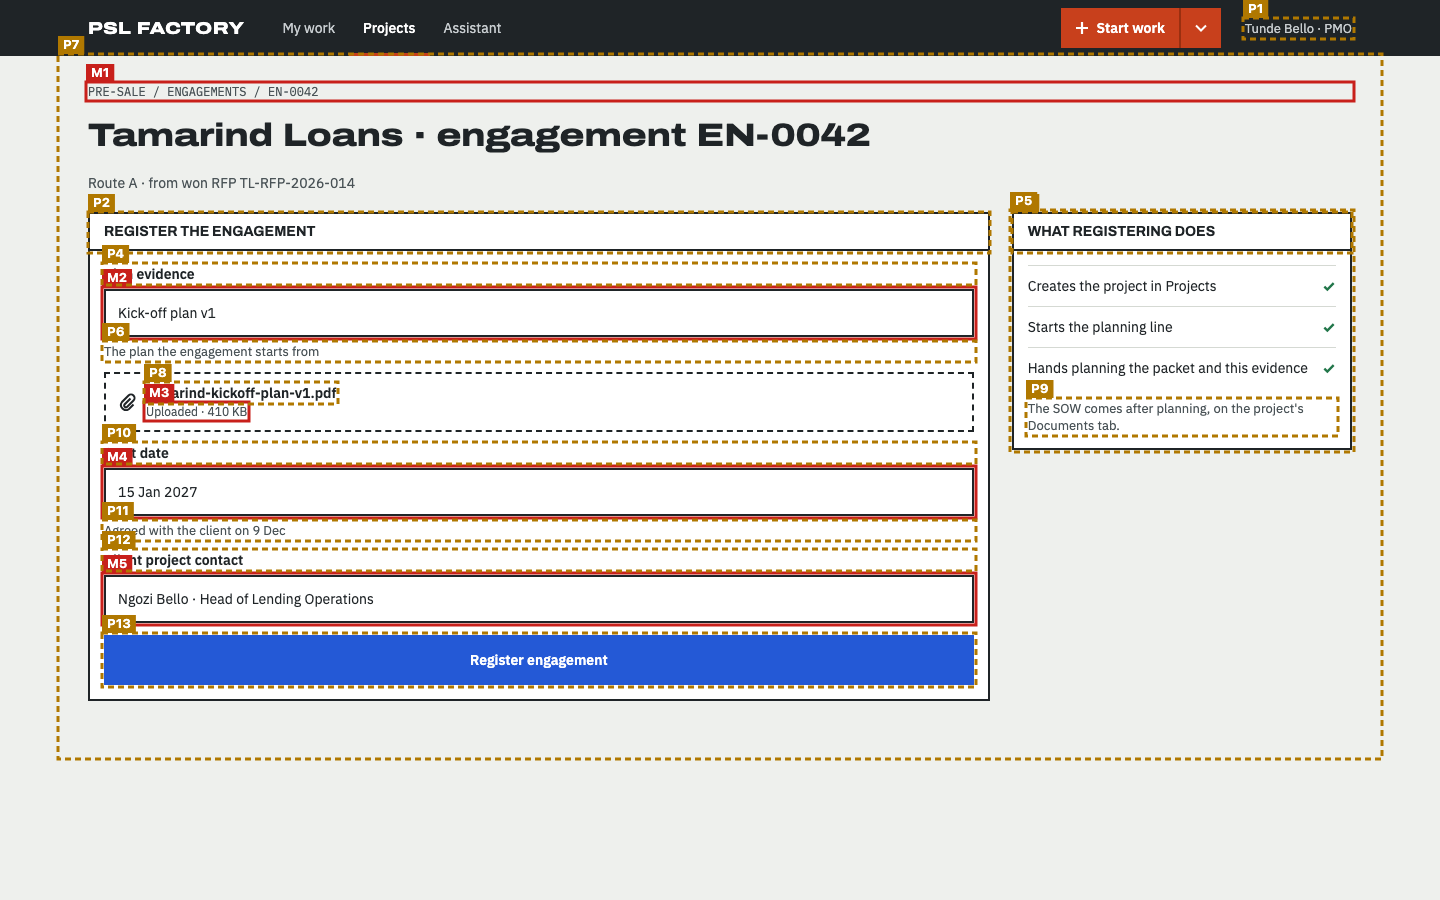 PSL FACTORY
My work
Projects
Assistant
Start work
P1
Tunde Bello · PMO
P7
M1
PRE-SALE / ENGAGEMENTS / EN-0042
Tamarind Loans · engagement EN-0042
Route A · from won RFP TL-RFP-2026-014
P2
REGISTER THE ENGAGEMENT
P4
evidence
M2
Kick-off plan v1
P6
The plan the engagement starts from
P8
M3
arind-kickoff-plan-v1.pdf
Uploaded · 410 KB
P10
M4
date
15 Jan 2027
P11
Agreed with the client on 9 Dec
P12
project contact
M5
Ngozi Bello · Head of Lending Operations
P13
Register engagement
P5
WHAT REGISTERING DOES
Creates the project in Projects
Starts the planning line
Hands planning the packet and this evidence
P9
The SOW comes after planning, on the project's
Documents tab.